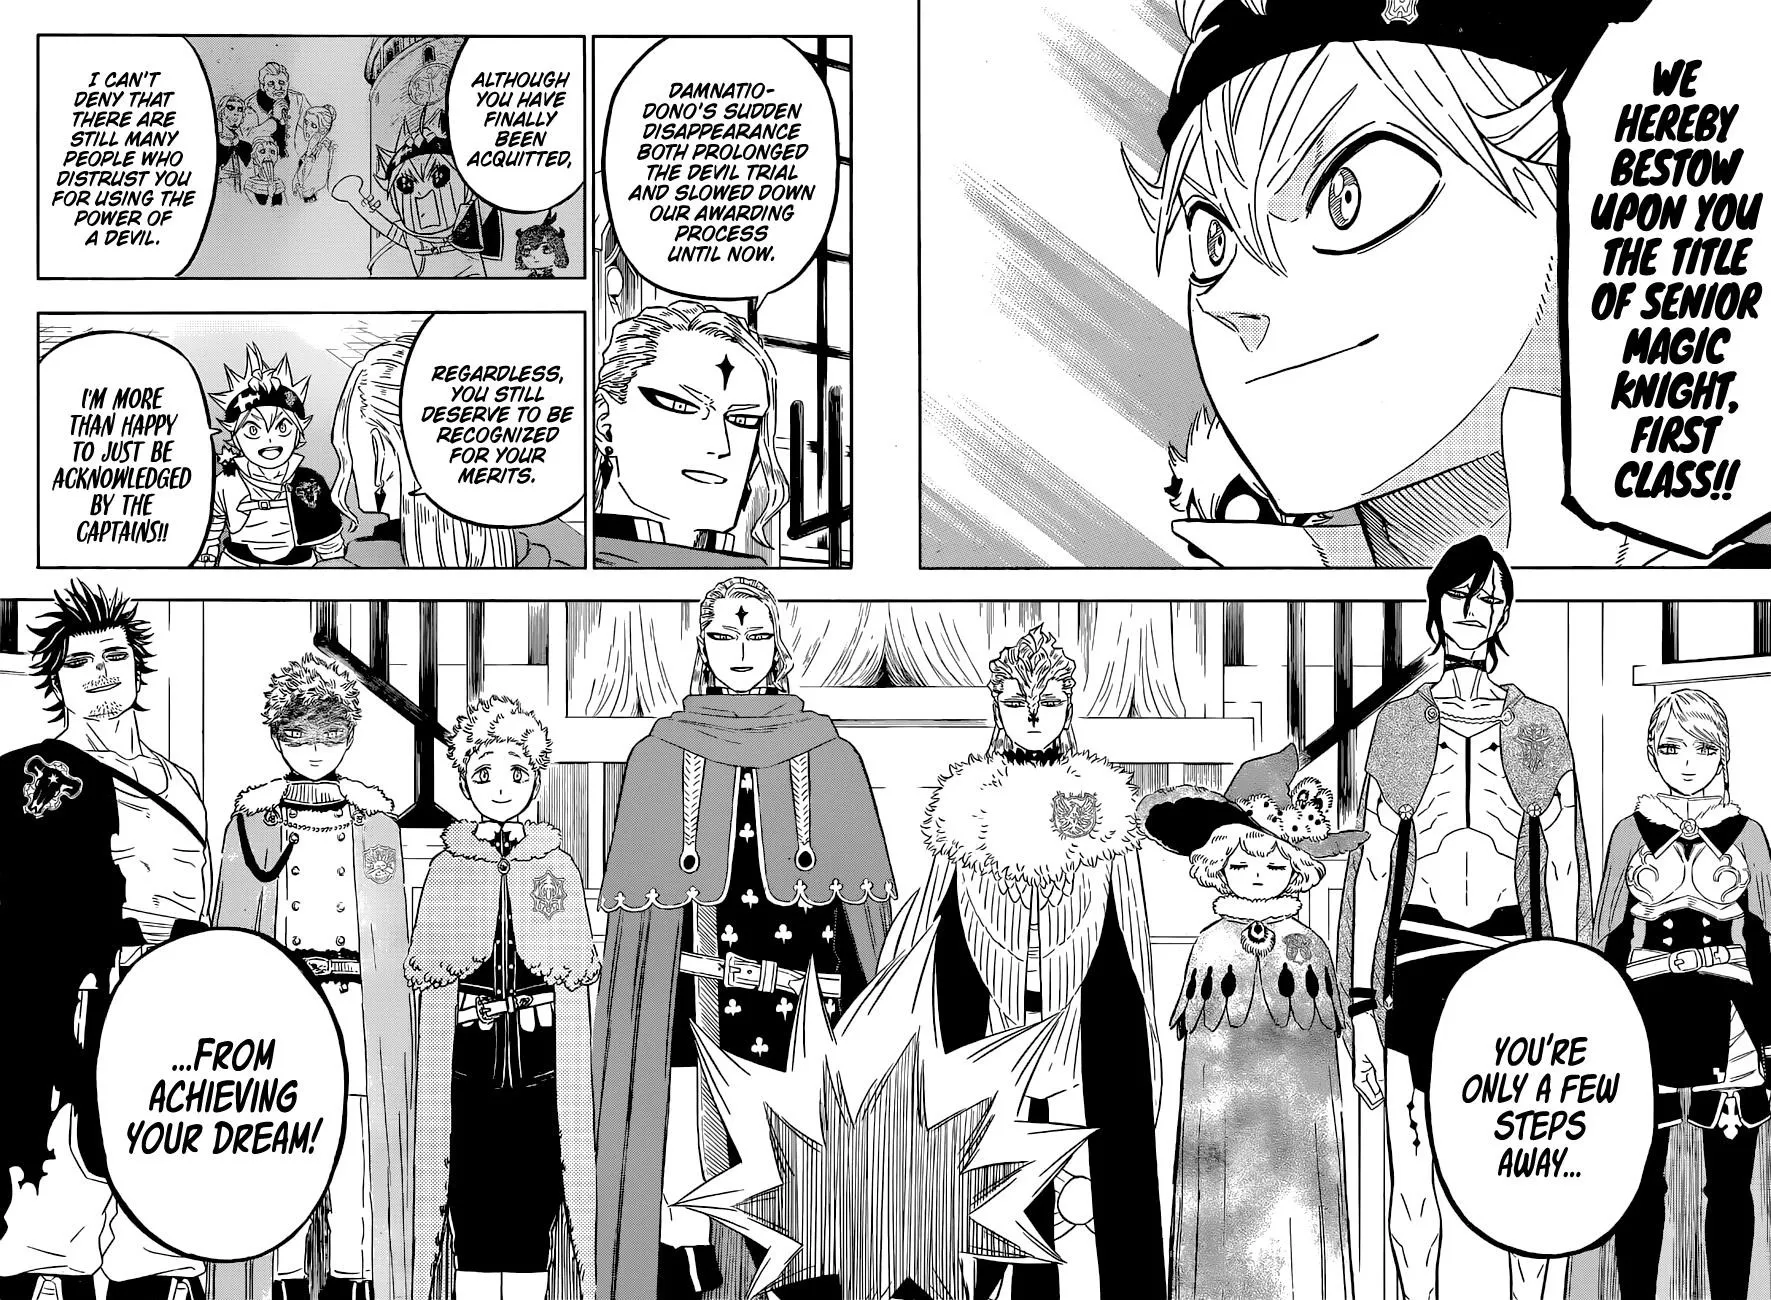 WE
HEREBY
BESTOW
UPON YOU
THE TITLE
OF SENIOR
MAGIC
KNIGHT,
FIRST
CLASS!!
DAMNATIO-
DONO'S SUDDEN
DISAPPEARANCE
BOTH PROLONGED
THE DEVIL TRIAL
AND SLOWED DOWN
OUR AWARDING
PROCESS
UNTIL NOW.
ALTHOUGH
YOU HAVE
FINALLY
BEEN
ACQUITTED,
I CAN'T
DENY THAT
THERE ARE
STILL MANY
PEOPLE WHO
DISTRUST YOU
FOR USING THE
POWER OF
A DEVIL.
REGARDLESS,
YOU STILL
DESERVE TO BE
RECOGNIZED
FOR YOUR
MERITS.
I'M MORE
THAN HAPPY
TO JUST BE
ACKNOWLEDGED
BY THE
CAPTAINS!!
YOU'RE
ONLY A FEW
STEPS
AWAY...
...FROM
ACHIEVING
YOUR DREAM!